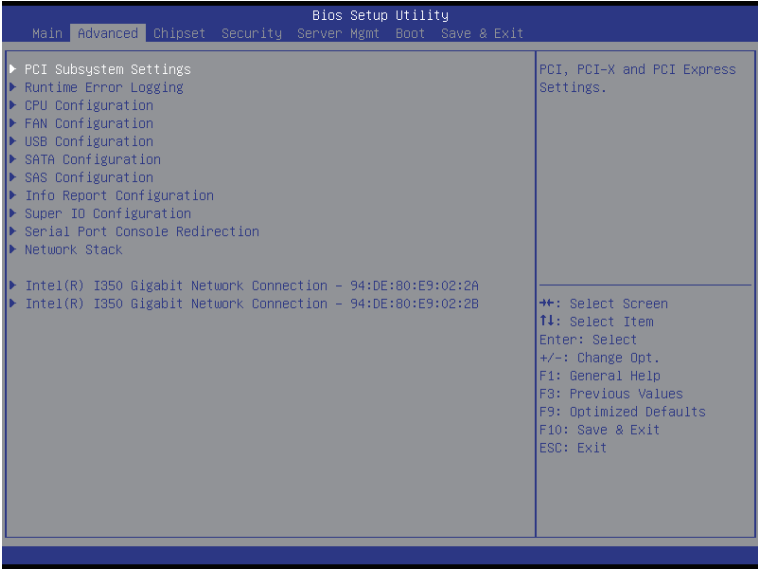 Bios Setup Utility
Main Advanced Chipset Security Server Mgmt Boot Save & Exit
PCI Subsystem Settings
Runtime Error Logging
CPU Configuration
FAN Configuration
USB Configuration
SATA Configuration
SAS Configuration
Info Report Configuration
Super IO Configuration
Serial Port Console Redirection
Network Stack
Intel(R) I350 Gigabit Network Connection - 94:DE:80:E9:02:2A
Intel(R) I350 Gigabit Network Connection - 94:DE:80:E9:02:2B
PCI, PCI-X and PCI Express
Settings.
→←: Select Screen
↑↓: Select Item
Enter: Select
+/-: Change Opt.
F1: General Help
F3: Previous Values
F9: Optimized Defaults
F10: Save & Exit
ESC: Exit